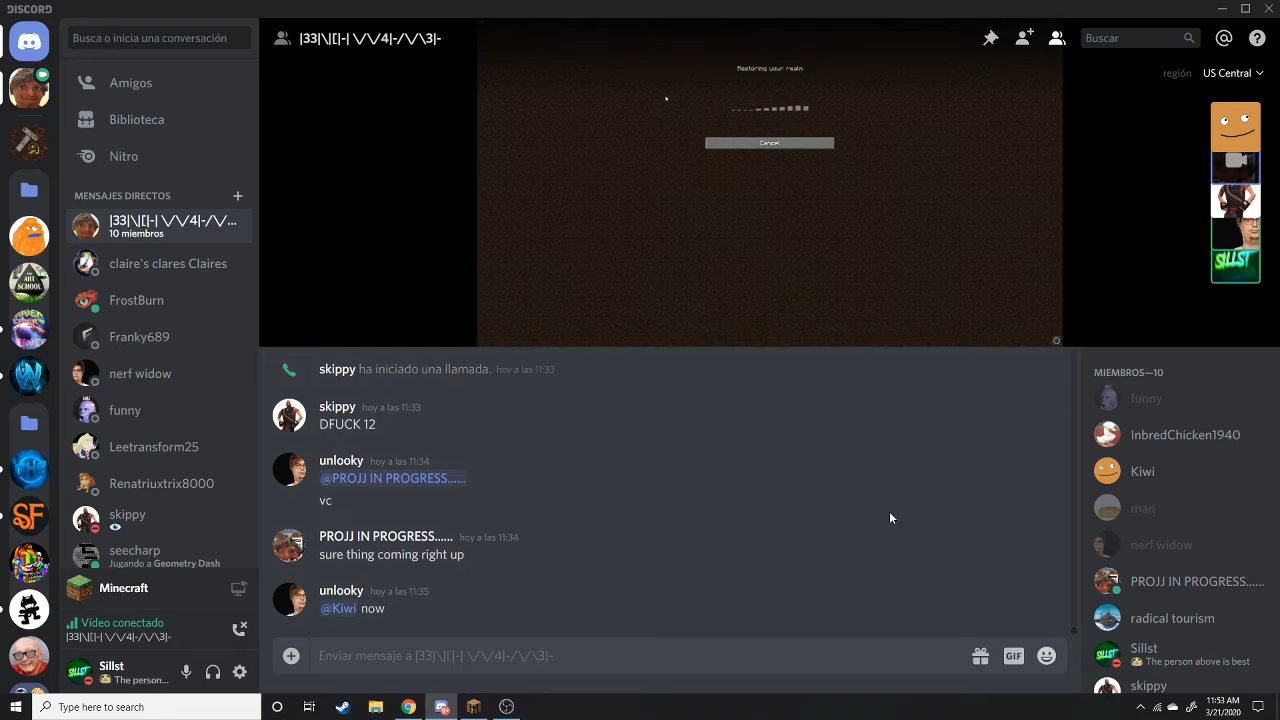 DISCORD
Busca o inicia una conversación
Amigos
Biblioteca
Nitro
MENSAJES DIRECTOS
|33|\|[|-| \/\/4|-/\/\3|-
10 miembros
claire's clares Claires
FrostBurn
Franky689
nerf widow
funny
Leetransform25
Renatriuxtrix8000
skippy
seecharp
Jugando a Geometry Dash
Minecraft
Video conectado
|33|\|[|-| \/\/4|-/\/\3|-
Sillst
The person...
|33|\|[|-| \/\/4|-/\/\3|-
Buscar
región US Central
Restoring your realm
Cancel
SILLST
skippy ha iniciado una llamada. hoy a las 11:33
skippy hoy a las 11:33
DFUCK 12
unlooky hoy a las 11:34
@PROJJ IN PROGRESS......
vc
PROJJ IN PROGRESS...... hoy a las 11:34
sure thing coming right up
unlooky hoy a las 11:35
@Kiwi now
Enviar mensaje a |33|\|[|-| \/\/4|-/\/\3|-
GIF
MIEMBROS—10
funny
InbredChicken1940
Kiwi
man
nerf widow
PROJJ IN PROGRESS......
radical tourism
Sillst
The person above is best
skippy
Type here to search
11:53 AM
3/21/2020